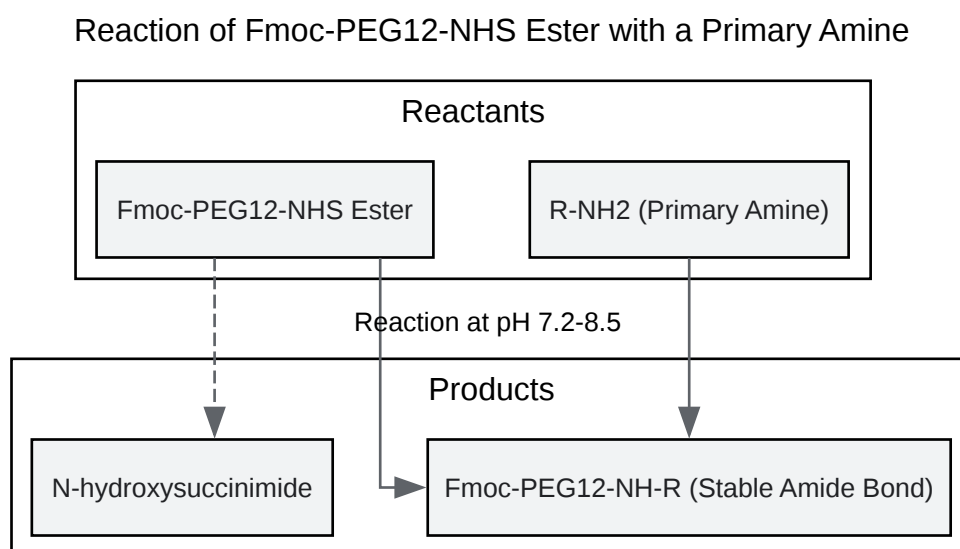 Reaction of Fmoc-PEG12-NHS Ester with a Primary Amine
Reactants
Fmoc-PEG12-NHS Ester
R-NH2 (Primary Amine)
Reaction at pH 7.2-8.5
Products
N-hydroxysuccinimide
Fmoc-PEG12-NH-R (Stable Amide Bond)